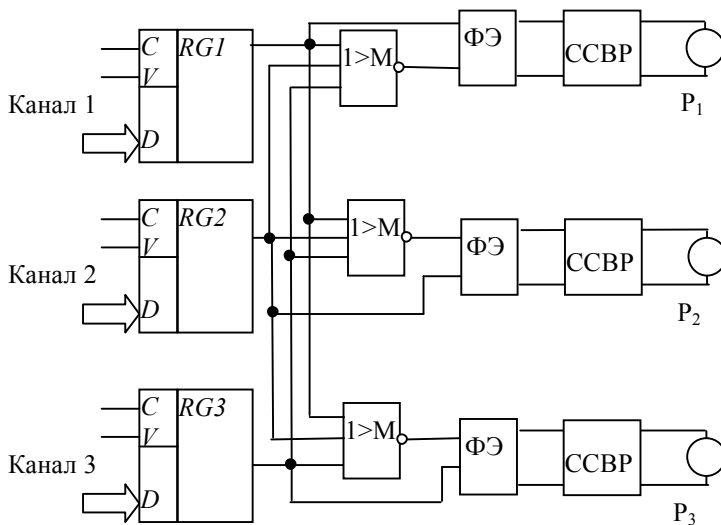 C RG1 1>М ФЭ ССВР
V
Канал 1 P1
D
C RG2 1>М ФЭ ССВР
V
Канал 2 P2
D
C RG3 1>М ФЭ ССВР
V
Канал 3
D P3